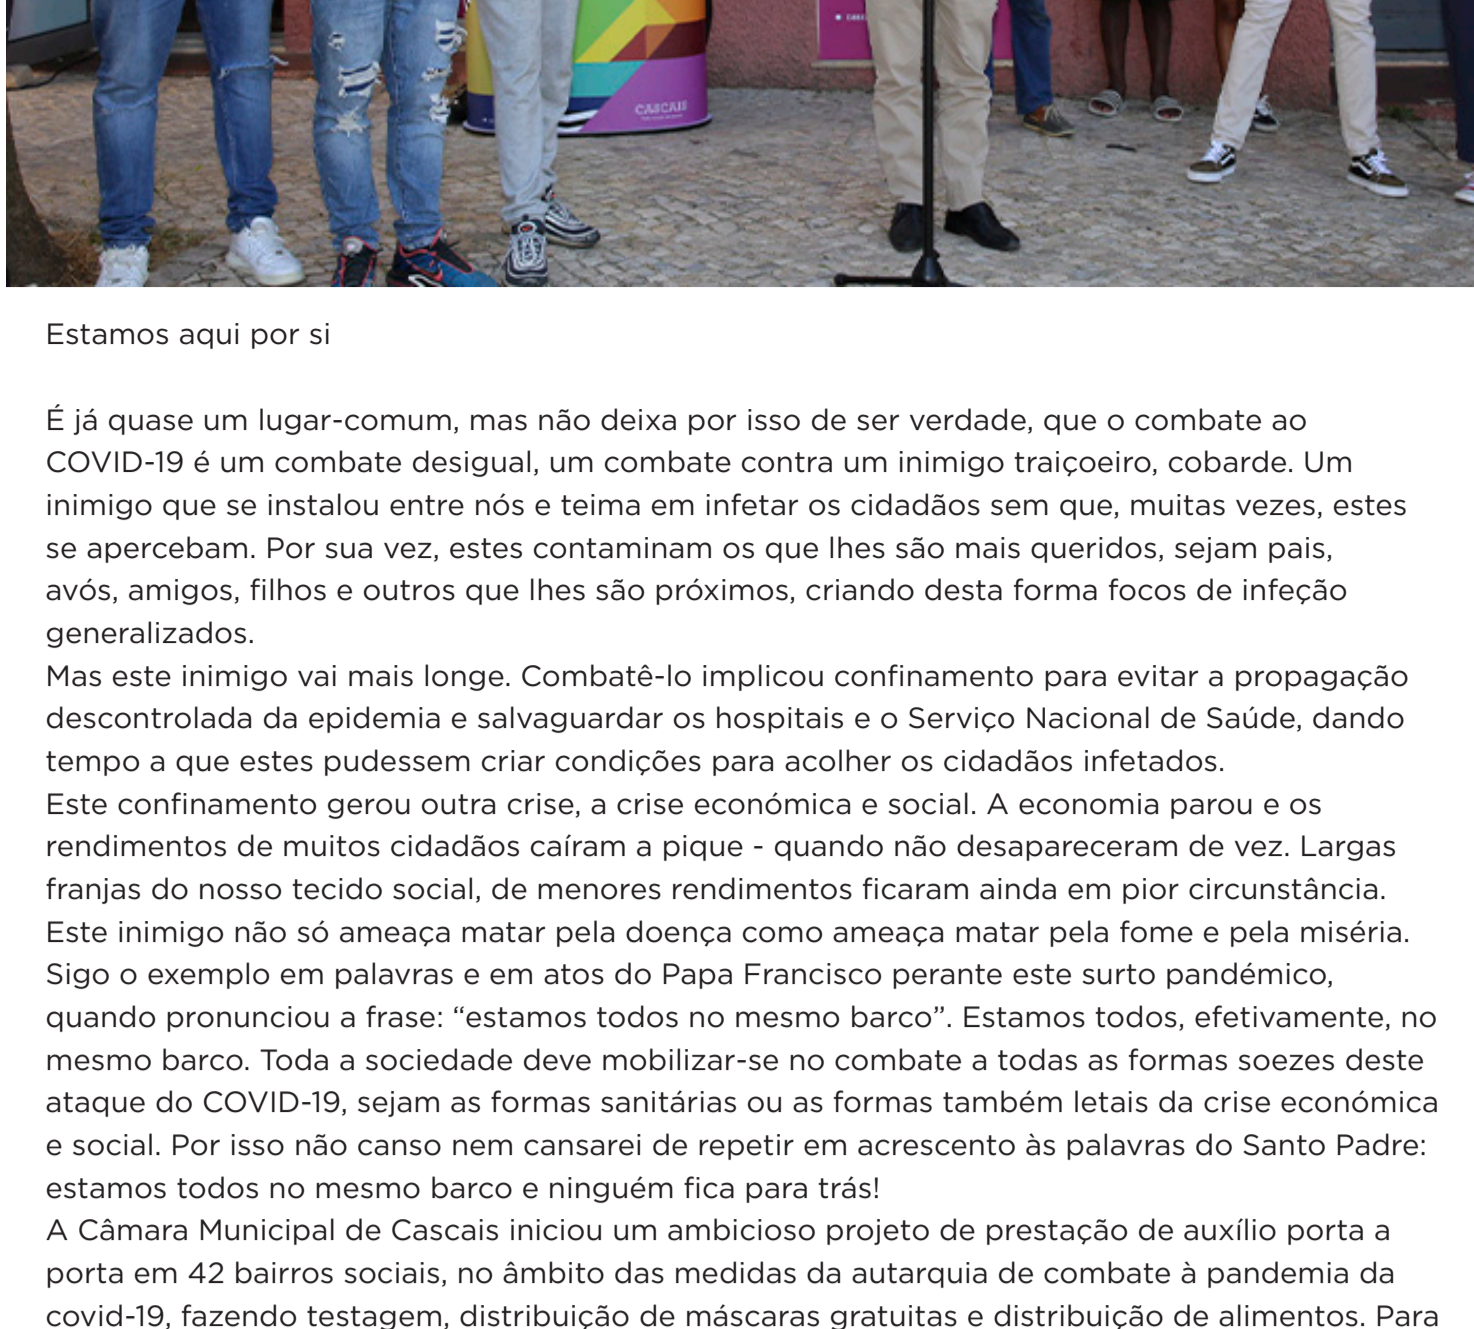 CASCAIS
Estamos aqui por si
É já quase um lugar-comum, mas não deixa por isso de ser verdade, que o combate ao
COVID-19 é um combate desigual, um combate contra um inimigo traiçoeiro, cobarde. Um
inimigo que se instalou entre nós e teima em infetar os cidadãos sem que, muitas vezes, estes
se apercebam. Por sua vez, estes contaminam os que lhes são mais queridos, sejam pais,
avós, amigos, filhos e outros que lhes são próximos, criando desta forma focos de infeção
generalizados.
Mas este inimigo vai mais longe. Combatê-lo implicou confinamento para evitar a propagação
descontrolada da epidemia e salvaguardar os hospitais e o Serviço Nacional de Saúde, dando
tempo a que estes pudessem criar condições para acolher os cidadãos infetados.
Este confinamento gerou outra crise, a crise económica e social. A economia parou e os
rendimentos de muitos cidadãos caíram a pique - quando não desapareceram de vez. Largas
franjas do nosso tecido social, de menores rendimentos ficaram ainda em pior circunstância.
Este inimigo não só ameaça matar pela doença como ameaça matar pela fome e pela miséria.
Sigo o exemplo em palavras e em atos do Papa Francisco perante este surto pandémico,
quando pronunciou a frase: “estamos todos no mesmo barco”. Estamos todos, efetivamente, no
mesmo barco. Toda a sociedade deve mobilizar-se no combate a todas as formas soezes deste
ataque do COVID-19, sejam as formas sanitárias ou as formas também letais da crise económica
e social. Por isso não canso nem cansarei de repetir em acrescento às palavras do Santo Padre:
estamos todos no mesmo barco e ninguém fica para trás!
A Câmara Municipal de Cascais iniciou um ambicioso projeto de prestação de auxílio porta a
porta em 42 bairros sociais, no âmbito das medidas da autarquia de combate à pandemia da
covid-19, fazendo testagem, distribuição de máscaras gratuitas e distribuição de alimentos. Para